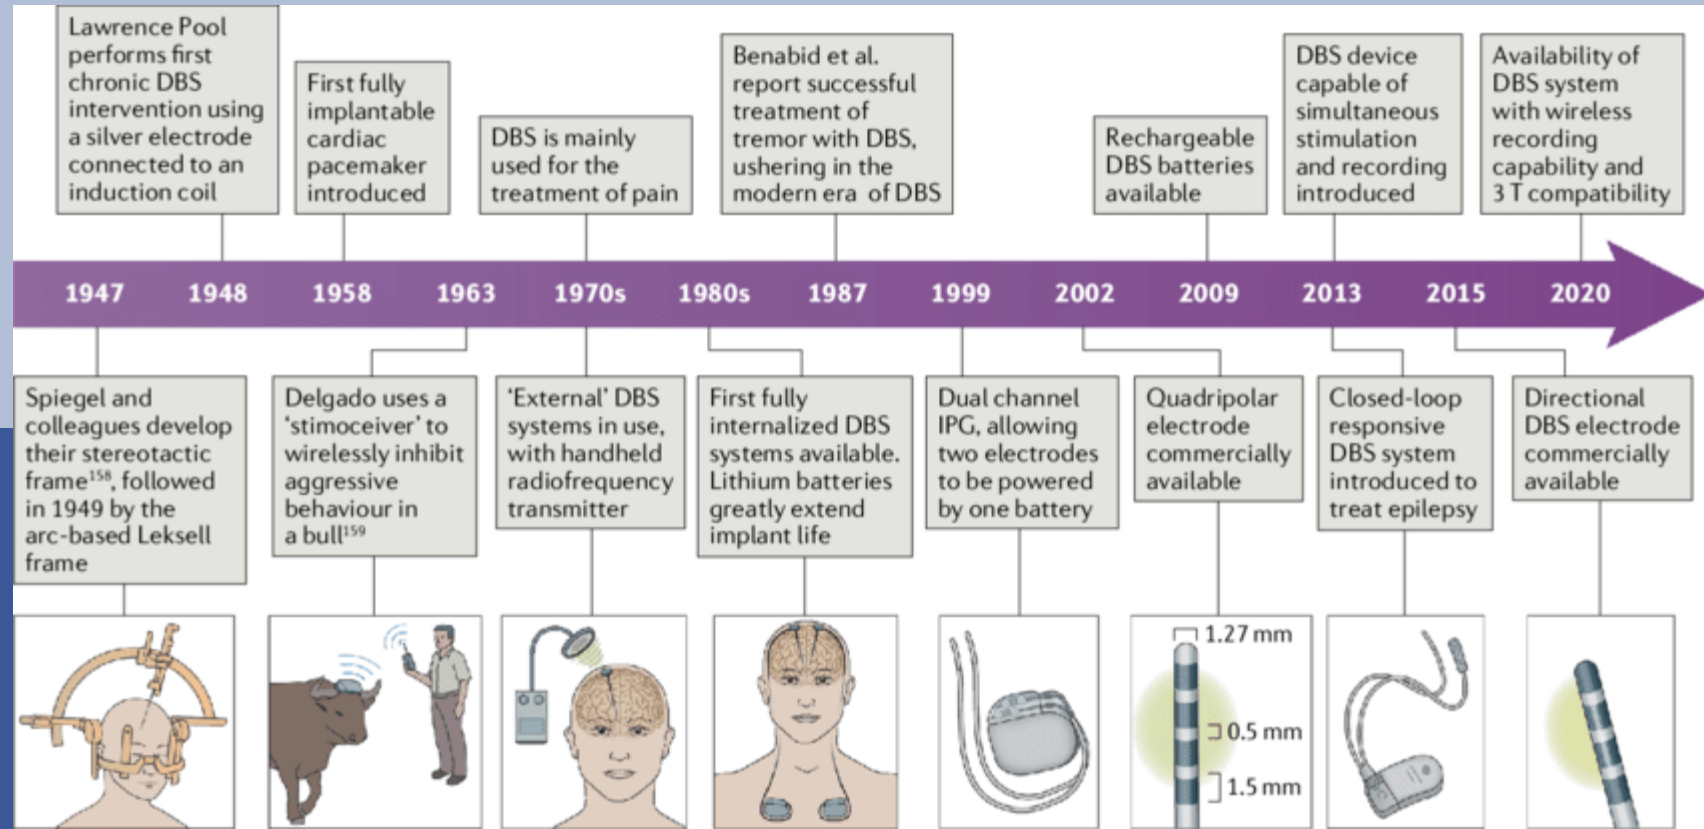 Lawrence Pool
performs first
chronic DBS
intervention using
a silver electrode
connected to an
induction coil
First fully
implantable
cardiac
pacemaker
introduced
DBS is mainly
used for the
treatment of pain
Benabid et al.
report successful
treatment of
tremor with DBS,
ushering in the
modern era of DBS
Rechargeable
DBS batteries
available
DBS device
capable of
simultaneous
stimulation
and recording
introduced
Availability of
DBS system
with wireless
recording
capability and
3 T compatibility
1947 1948 1958 1963 1970s 1980s 1987 1999 2002 2009 2013 2015 2020
Spiegel and
colleagues develop
their stereotactic
frame¹⁵⁸, followed
in 1949 by the
arc-based Leksell
frame
Delgado uses a
‘stimoceiver’ to
wirelessly inhibit
aggressive
behaviour in
a bull¹⁵⁹
‘External’ DBS
systems in use,
with handheld
radiofrequency
transmitter
First fully
internalized DBS
systems available.
Lithium batteries
greatly extend
implant life
Dual channel
IPG, allowing
two electrodes
to be powered
by one battery
Quadripolar
electrode
commercially
available
Closed-loop
responsive
DBS system
introduced to
treat epilepsy
Directional
DBS electrode
commercially
available
1.27 mm
0.5 mm
1.5 mm